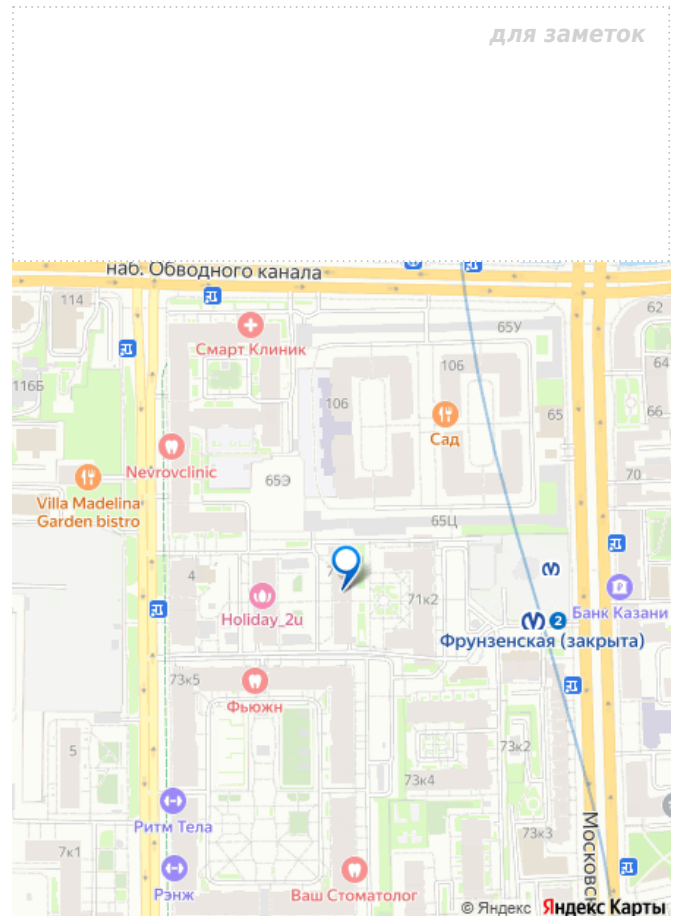 для заметок
наб. Обводного канала
114
62
65У
Смарт Клиник
106
64
116Б
106
66
65
Сад
Nevrovclinic
65Э
70
Villa Madelina
Garden bistro
65Ц
4
71к2
Банк Казани
Holiday_2u
2
Фрунзенская (закрыта)
73к5
Фьюжн
5
73к2
73к4
Ритм Тела
73к3
7к1
Московск
Рэнж
Ваш Стоматолог
© Яндекс Яндекс Карты